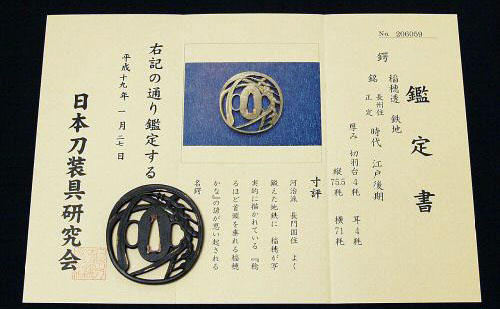 No. 206059
鑑定書
鍔
稲穂透 鉄地
銘 長州住 正定 時代 江戸後期
厚み 切羽台4粍 耳4粍
縦75.5粍 横71粍
寸評
河治派 長門国住 よく
鍛えた地鉄に 稲穂が写
実的に描かれている 『稔
るほど首頭を垂れる稲穂
かな』の諺が思い起される
名鍔
右記の通り鑑定する
平成十九年 一月 二七日
日本刀装具研究会